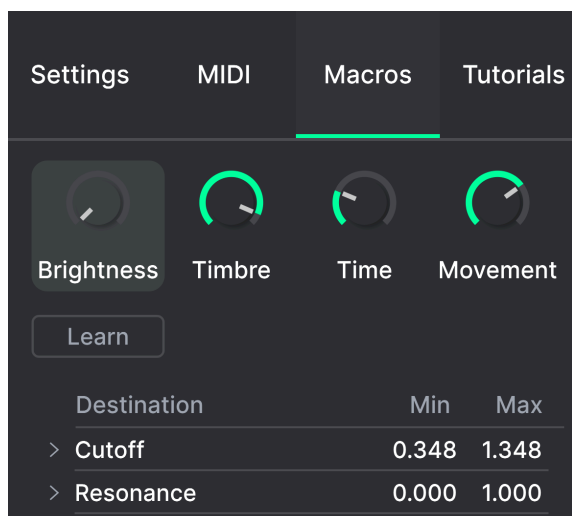 Settings MIDI Macros Tutorials
Brightness Timbre Time Movement
Learn
Destination Min Max
Cutoff 0.348 1.348
Resonance 0.000 1.000